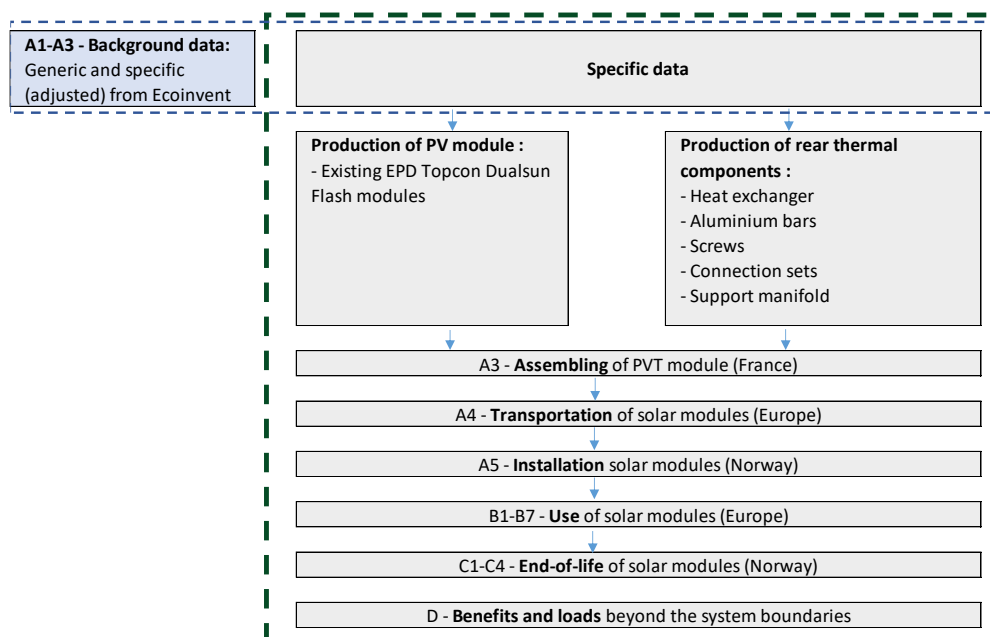 A1-A3 - Background data:
Generic and specific
(adjusted) from Ecoinvent
Specific data
Production of PV module :
- Existing EPD Topcon Dualsun
Flash modules
Production of rear thermal
components :
- Heat exchanger
- Aluminium bars
- Screws
- Connection sets
- Support manifold
A3 - Assembling of PVT module (France)
A4 - Transportation of solar modules (Europe)
A5 - Installation solar modules (Norway)
B1-B7 - Use of solar modules (Europe)
C1-C4 - End-of-life of solar modules (Norway)
D - Benefits and loads beyond the system boundaries